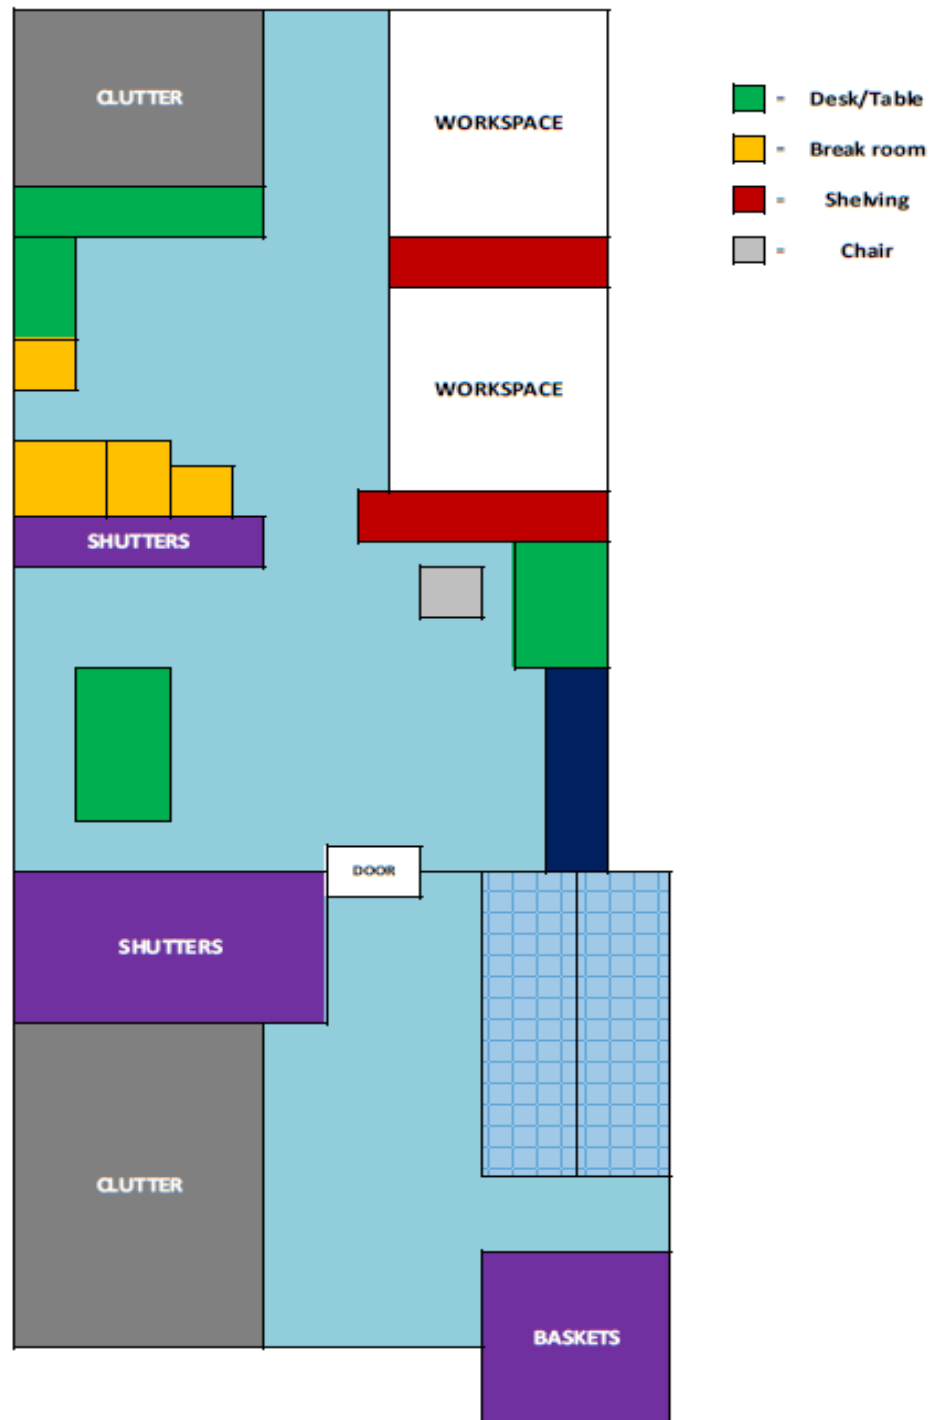 CLUTTER
WORKSPACE
- Desk/Table
- Break room
- Shelving
- Chair
WORKSPACE
SHUTTERS
DOOR
SHUTTERS
CLUTTER
BASKETS